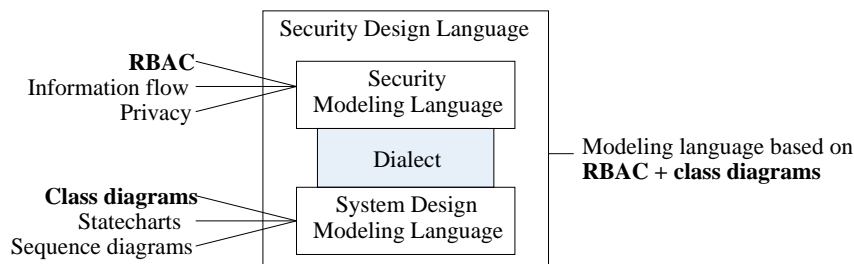 Security Design Language
RBAC
Information flow
Privacy
Security
Modeling Language
Dialect
Modeling language based on
RBAC + class diagrams
Class diagrams
Statecharts
Sequence diagrams
System Design
Modeling Language